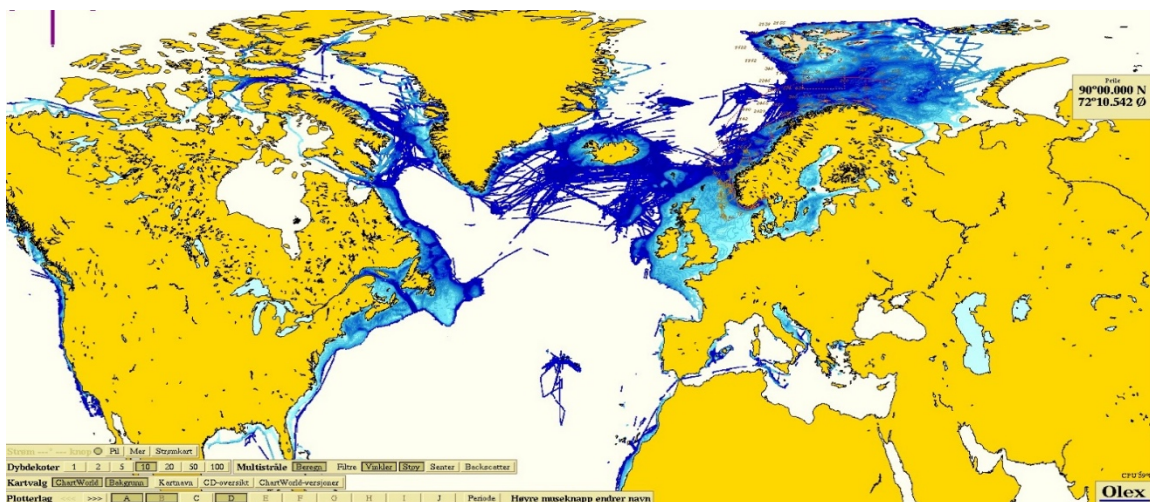 Peile
90°00.000 N
72°10.542 Ø
Strøm knop Pil Mer Strømkart
Dybdekoter 1 2 5 10 20 50 100 Multistråle Beregn Filtre Vinkler Støy Senter Backscatter
Kartvalg ChartWorld Bakgrunn Kartnavn CD-oversikt ChartWorld-versjoner
Plotterlag <<< >>> A B C D E F G H I J Periode Høyre museknapp endrer navn
Olex